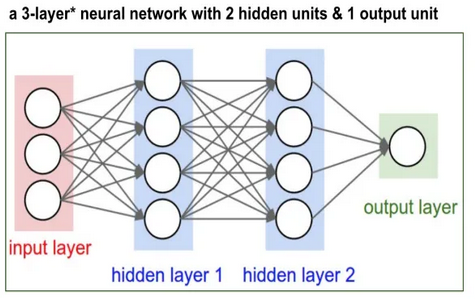 a 3-layer* neural network with 2 hidden units & 1 output unit
input layer
hidden layer 1
hidden layer 2
output layer